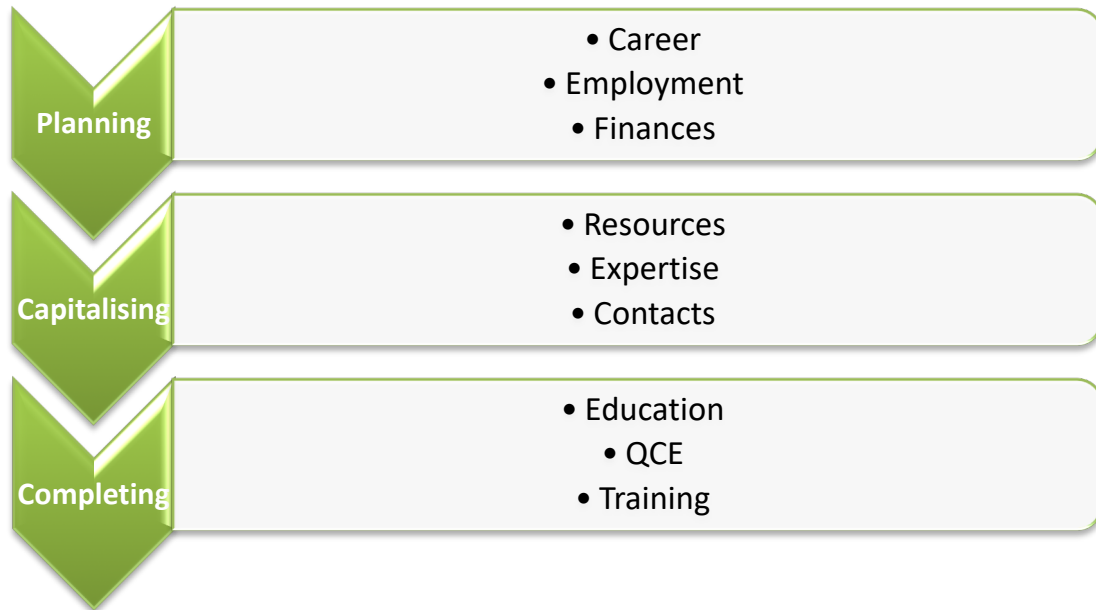 Planning
• Career
• Employment
• Finances
Capitalising
• Resources
• Expertise
• Contacts
Completing
• Education
• QCE
• Training